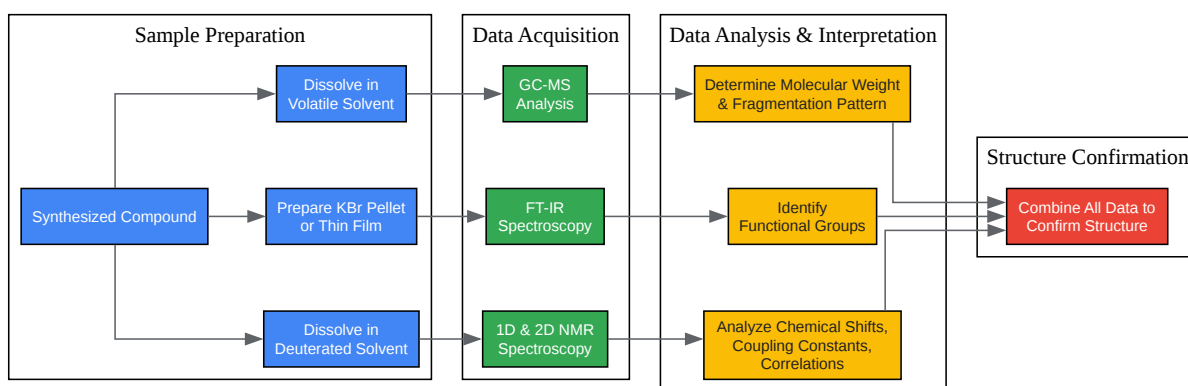 Sample Preparation
Data Acquisition
Data Analysis & Interpretation
Structure Confirmation
Synthesized Compound
Dissolve in
Volatile Solvent
GC-MS
Analysis
Determine Molecular Weight
& Fragmentation Pattern
Prepare KBr Pellet
or Thin Film
FT-IR
Spectroscopy
Identify
Functional Groups
Dissolve in
Deuterated Solvent
1D & 2D NMR
Spectroscopy
Analyze Chemical Shifts,
Coupling Constants,
Correlations
Combine All Data to
Confirm Structure